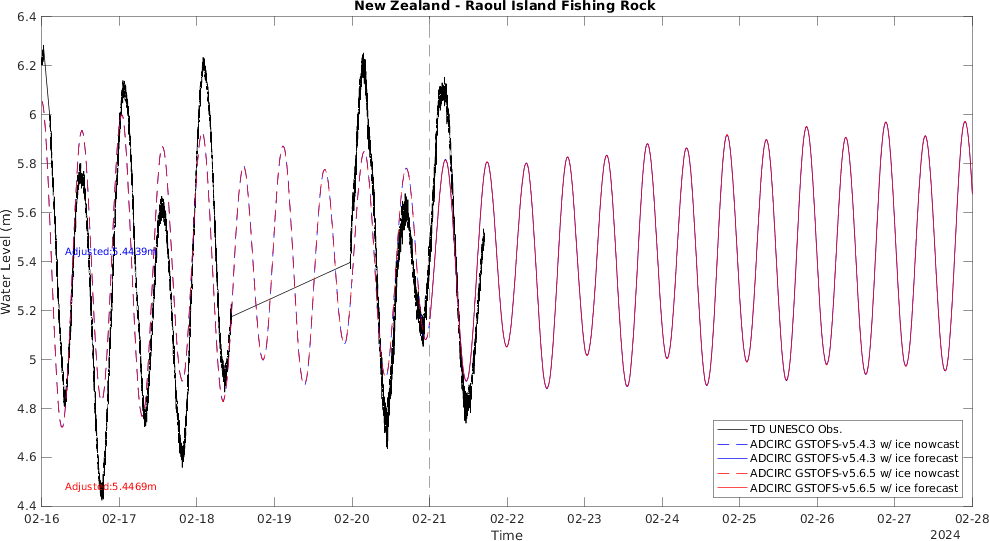 New Zealand - Raoul Island Fishing Rock
Water Level (m)
6.4
6.2
6
5.8
5.6
5.4
5.2
5
4.8
4.6
4.4
Adjusted:5.4439m
Adjusted:5.4469m
TD UNESCO Obs.
ADCIRC GSTOFS-v5.4.3 w/ ice nowcast
ADCIRC GSTOFS-v5.4.3 w/ ice forecast
ADCIRC GSTOFS-v5.6.5 w/ ice nowcast
ADCIRC GSTOFS-v5.6.5 w/ ice forecast
02-16 02-17 02-18 02-19 02-20 02-21 02-22 02-23 02-24 02-25 02-26 02-27 02-28
Time
2024